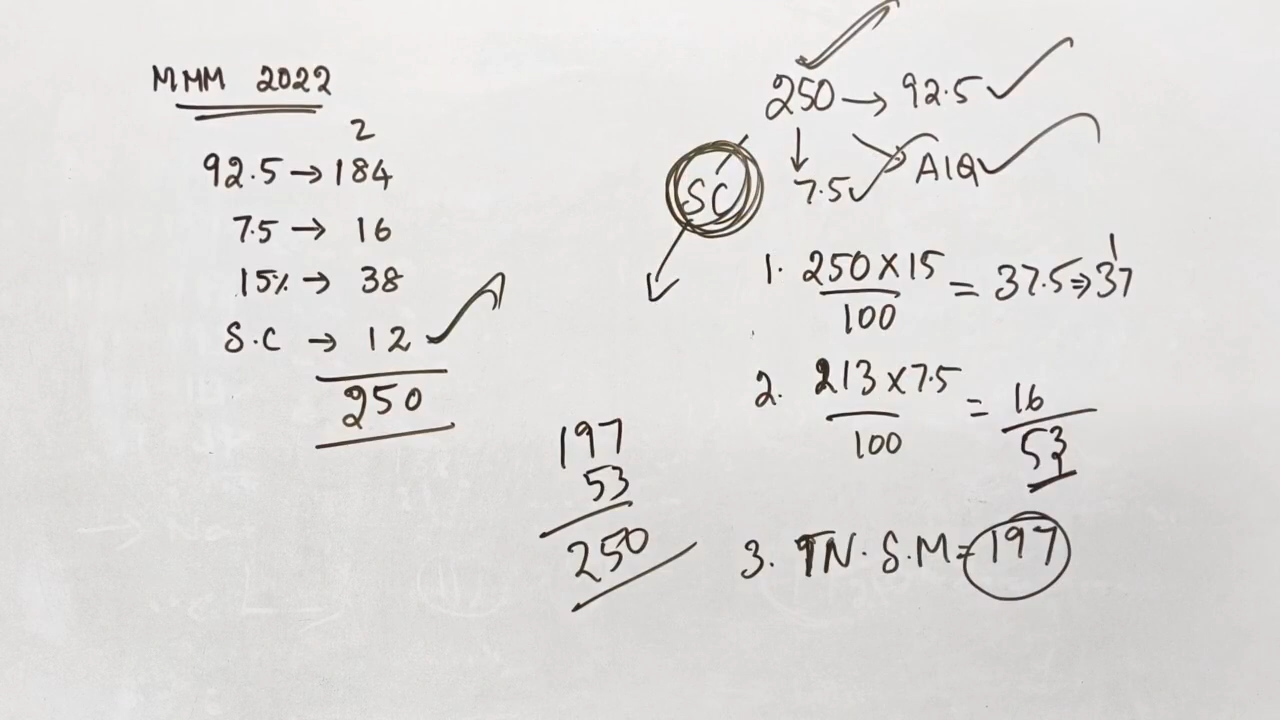 MMM 2022
2
92.5 → 184
7.5 → 16
15% → 38
S.C → 12
250
197
53
250
250 → 92.5
SC
7.5
AIQ
1. 250 X 15
100
= 37.5 ⇒ 37
1
2. 213 X 7.5
100
= 16
53
3. TN. S.M = 197